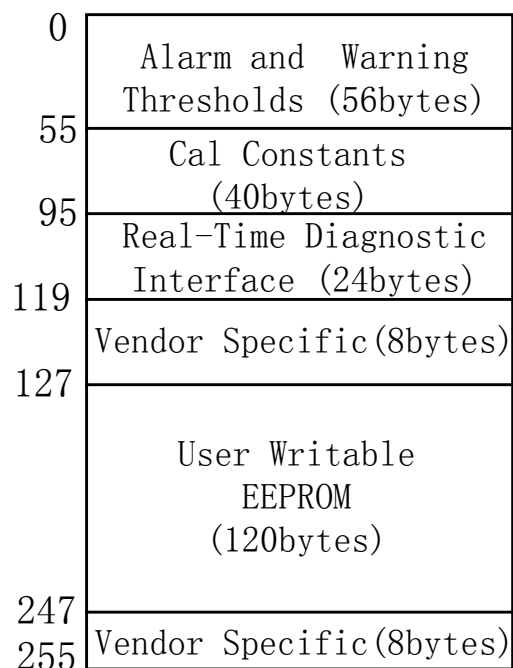 0
Alarm and Warning
Thresholds (56bytes)
55
Cal Constants
(40bytes)
95
Real-Time Diagnostic
Interface (24bytes)
119
Vendor Specific(8bytes)
127
User Writable
EEPROM
(120bytes)
247
Vendor Specific(8bytes)
255